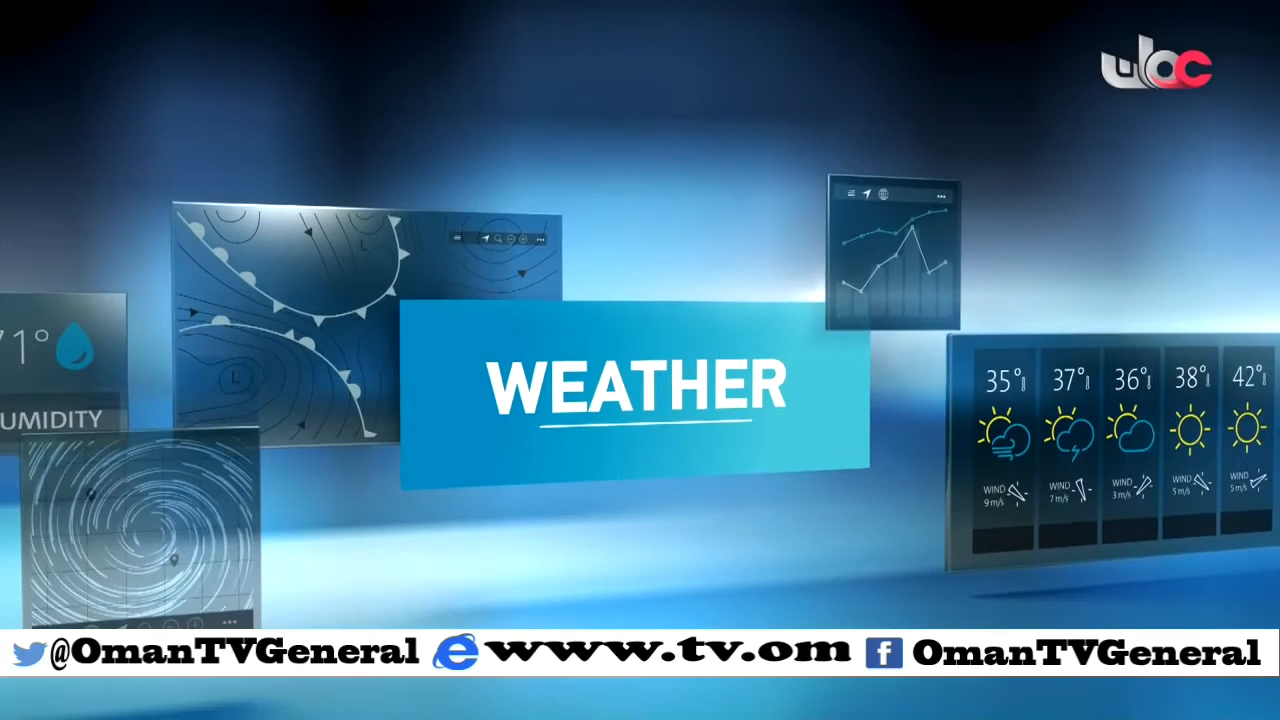 عمان
71°
UMIDITY
L
L
WEATHER
35° 37° 36° 38° 42°
WIND WIND WIND WIND WIND
9 m/s 7 m/s 3 m/s 5 m/s 5 m/s
@OmanTVGeneral www.tv.om OmanTVGeneral